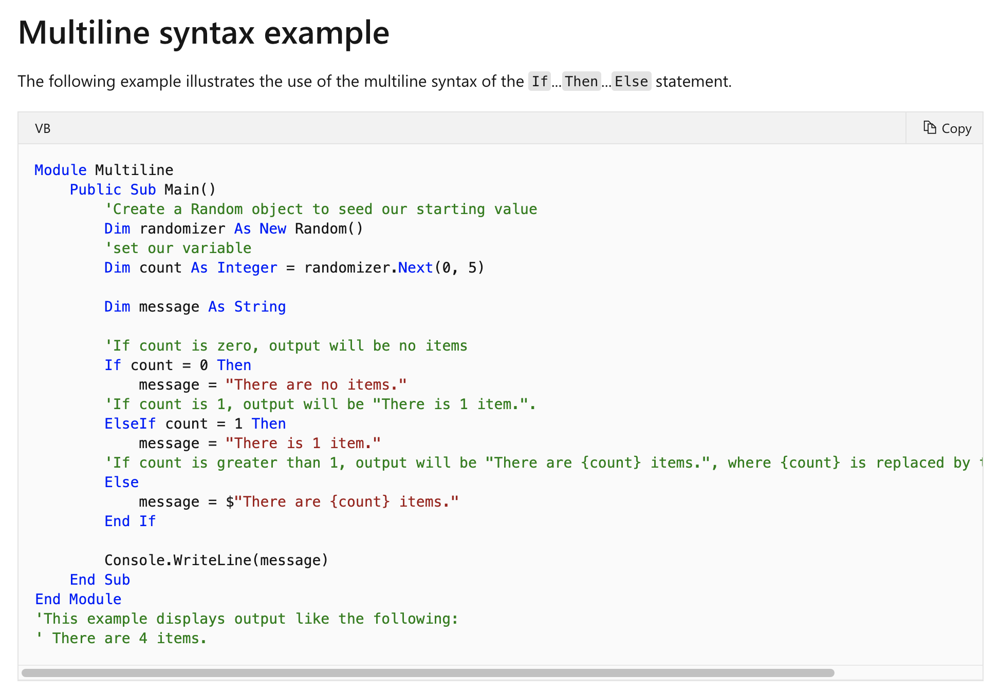 Multiline syntax example
The following example illustrates the use of the multiline syntax of the If...Then...Else statement.
VB
Copy
Module Multiline
    Public Sub Main()
        'Create a Random object to seed our starting value
        Dim randomizer As New Random()
        'set our variable
        Dim count As Integer = randomizer.Next(0, 5)

        Dim message As String

        'If count is zero, output will be no items
        If count = 0 Then
            message = "There are no items."
        'If count is 1, output will be "There is 1 item.".
        ElseIf count = 1 Then
            message = "There is 1 item."
        'If count is greater than 1, output will be "There are {count} items.", where {count} is replaced by
        Else
            message = $"There are {count} items."
        End If

        Console.WriteLine(message)
    End Sub
End Module
'This example displays output like the following:
' There are 4 items.